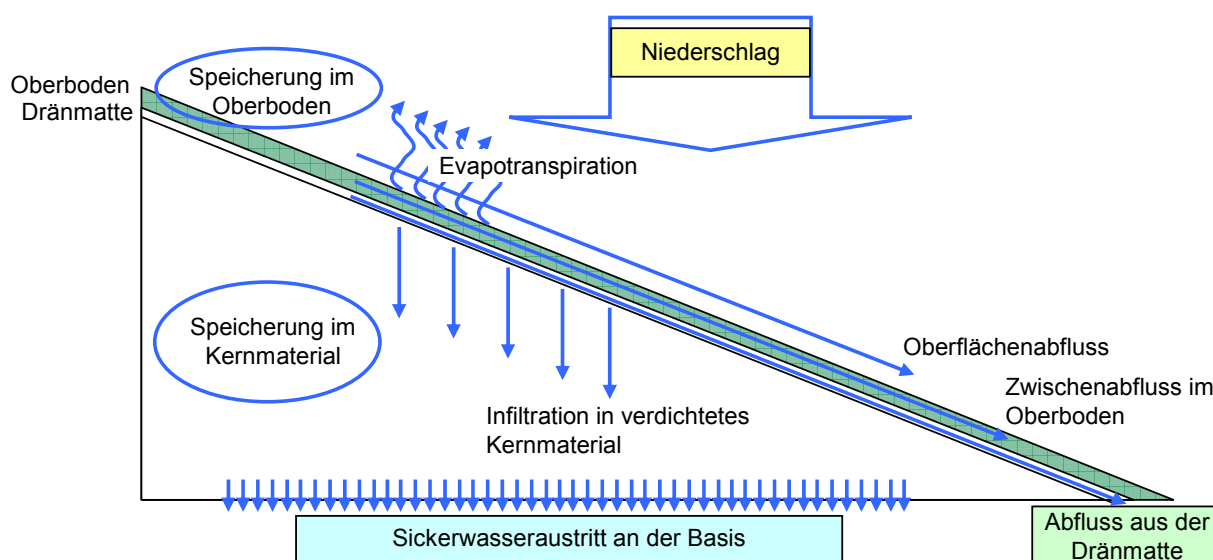 Niederschlag
Speicherung im
Oberboden
Oberboden
Dränmatte
Evapotranspiration
Speicherung im
Kernmaterial
Oberflächenabfluss
Zwischenabfluss im
Oberboden
Infiltration in verdichtetes
Kernmaterial
Sickerwasseraustritt an der Basis
Abfluss aus der
Dränmatte